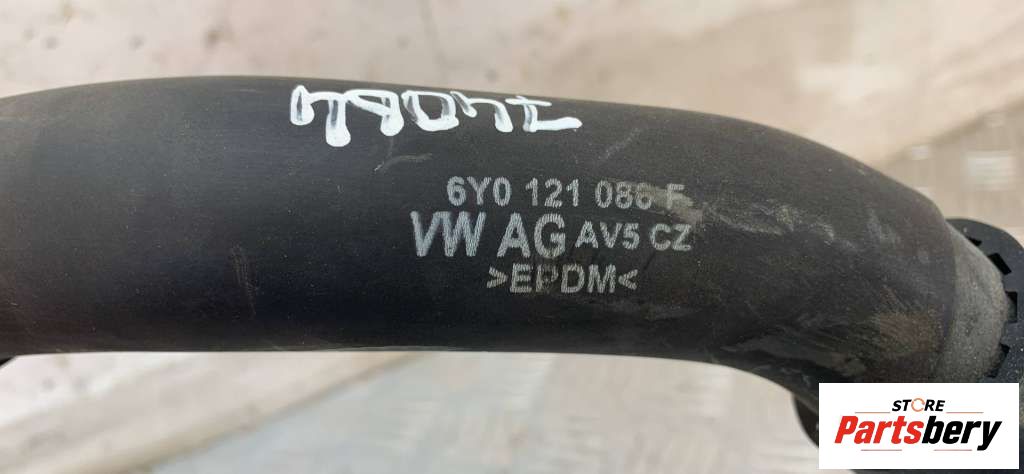 6Y0 121 086 F
VW AG AV5 CZ
>EPDM<
STORE
Partsbery